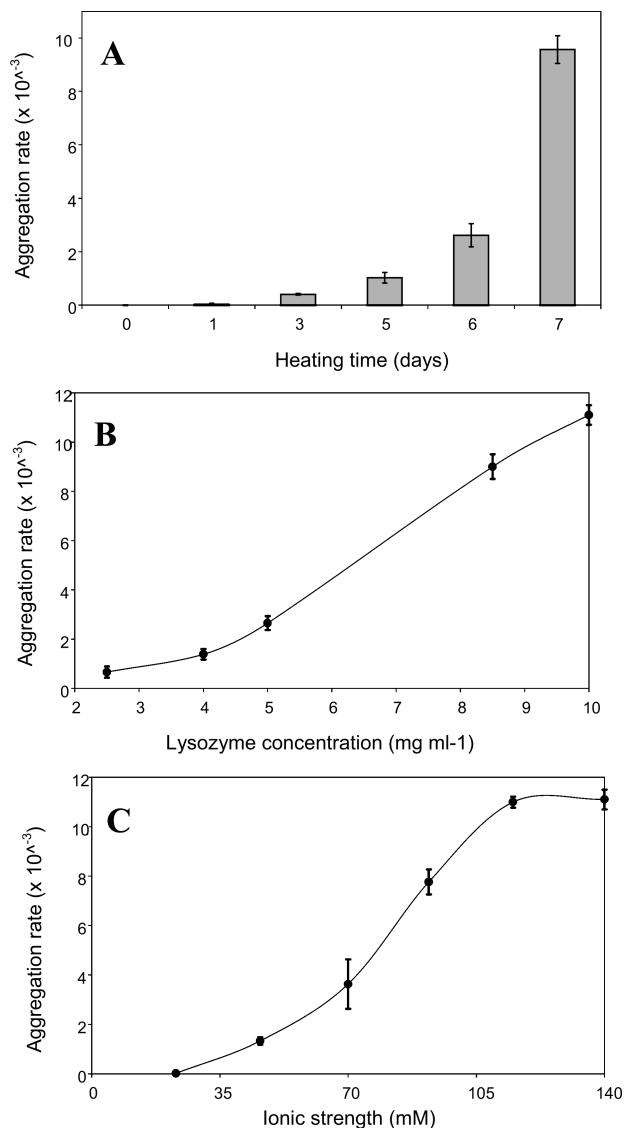 A
Aggregation rate (x 10^-3)
10
8
6
4
2
0
0 1 3 5 6 7
Heating time (days)
B
Aggregation rate (x 10^-3)
12
10
8
6
4
2
0
2 3 4 5 6 7 8 9 10
Lysozyme concentration (mg ml-1)
C
Aggregation rate (x 10^-3)
12
10
8
6
4
2
0
0 35 70 105 140
Ionic strength (mM)